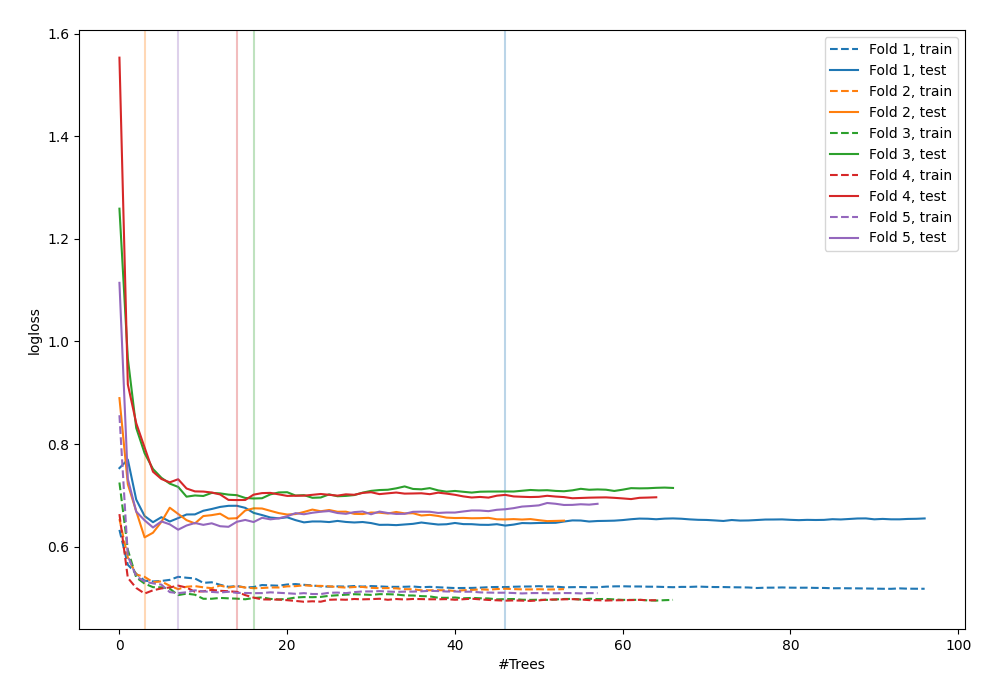 1.6
1.4
1.2
1.0
0.8
0.6
logloss
0
20
40
60
80
100
#Trees
Fold 1, train
Fold 1, test
Fold 2, train
Fold 2, test
Fold 3, train
Fold 3, test
Fold 4, train
Fold 4, test
Fold 5, train
Fold 5, test